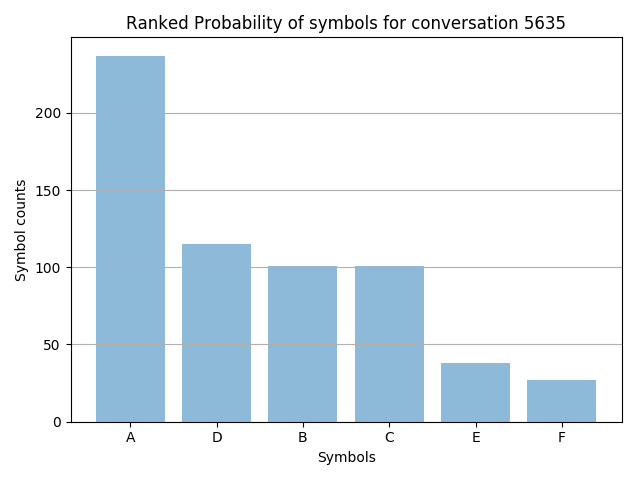 Ranked Probability of symbols for conversation 5635
Symbol counts
200
150
100
50
0
A D B C E F
Symbols